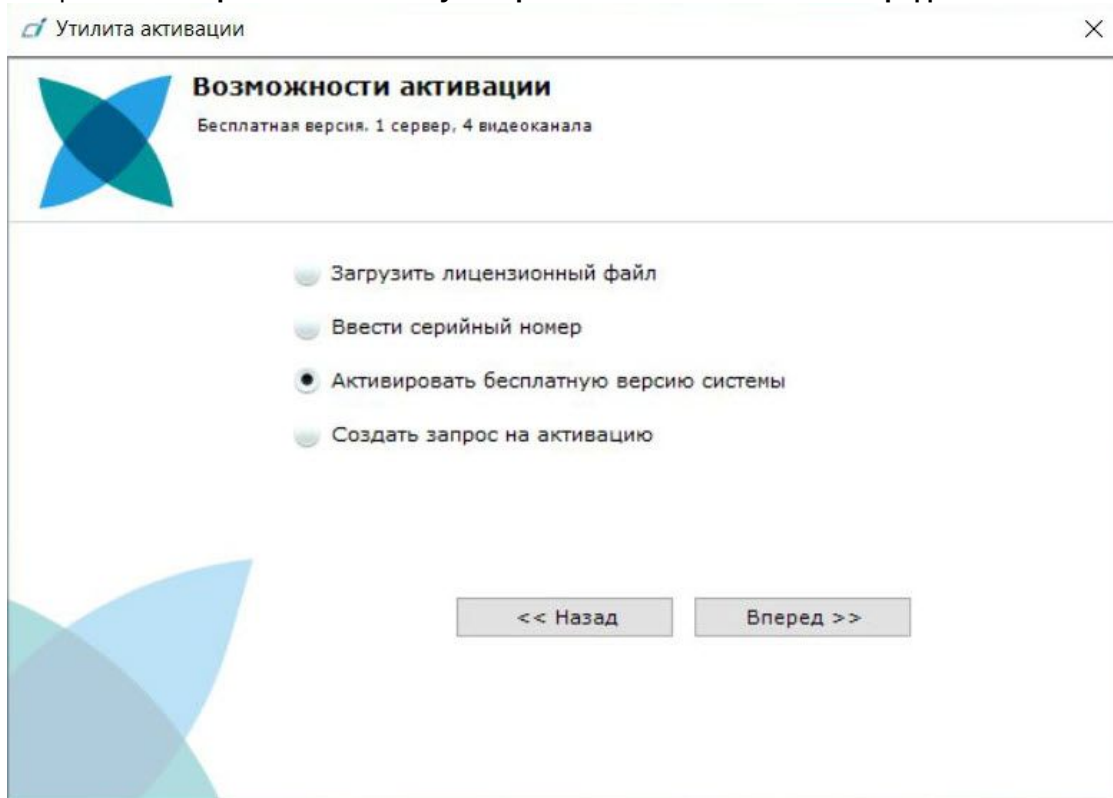 Утилита активации
Возможности активации
Бесплатная версия. 1 сервер, 4 видеоканала
Загрузить лицензионный файл
Ввести серийный номер
Активировать бесплатную версию системы
Создать запрос на активацию
<< Назад
Вперед >>